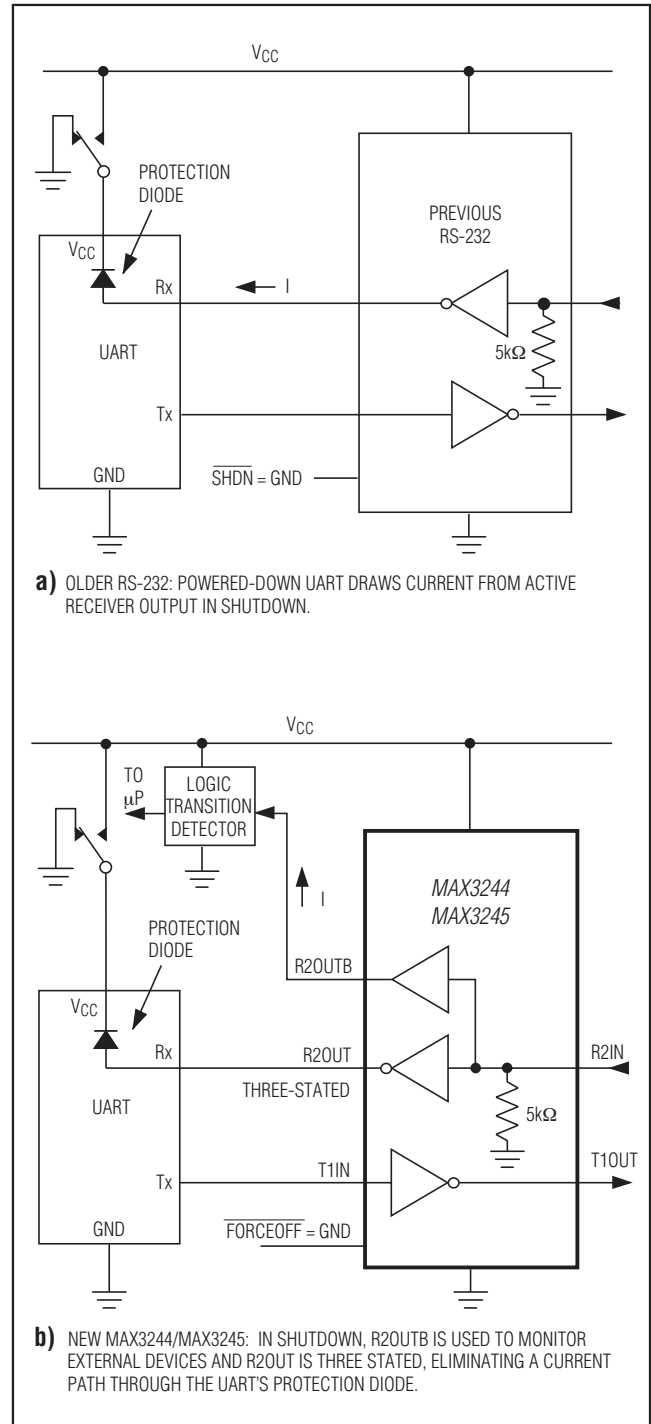 VCC
PROTECTION
DIODE
PREVIOUS
RS-232
VCC
Rx
I
UART
5kΩ
Tx
GND
SHDN = GND
a) OLDER RS-232: POWERED-DOWN UART DRAWS CURRENT FROM ACTIVE
RECEIVER OUTPUT IN SHUTDOWN.
VCC
TO
μP
LOGIC
TRANSITION
DETECTOR
MAX3244
MAX3245
I
PROTECTION
DIODE
R2OUTB
VCC
Rx
R2OUT
R2IN
THREE-STATED
UART
5kΩ
Tx
T1IN
T1OUT
GND
FORCEOFF = GND
b) NEW MAX3244/MAX3245: IN SHUTDOWN, R2OUTB IS USED TO MONITOR
EXTERNAL DEVICES AND R2OUT IS THREE STATED, ELIMINATING A CURRENT
PATH THROUGH THE UART'S PROTECTION DIODE.